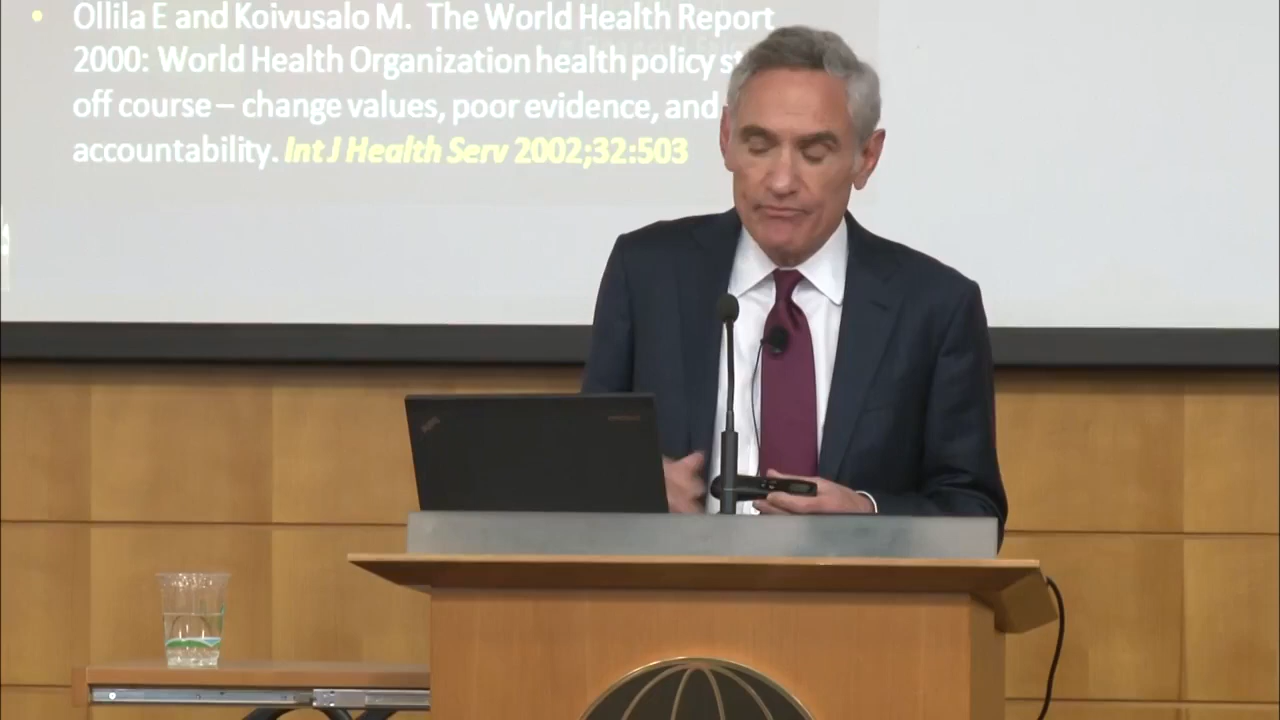 • Ollila E and Koivusalo M. The World Health Report
2000: World Health Organization health policy st
off course – change values, poor evidence, and
accountability. Int J Health Serv 2002;32:503